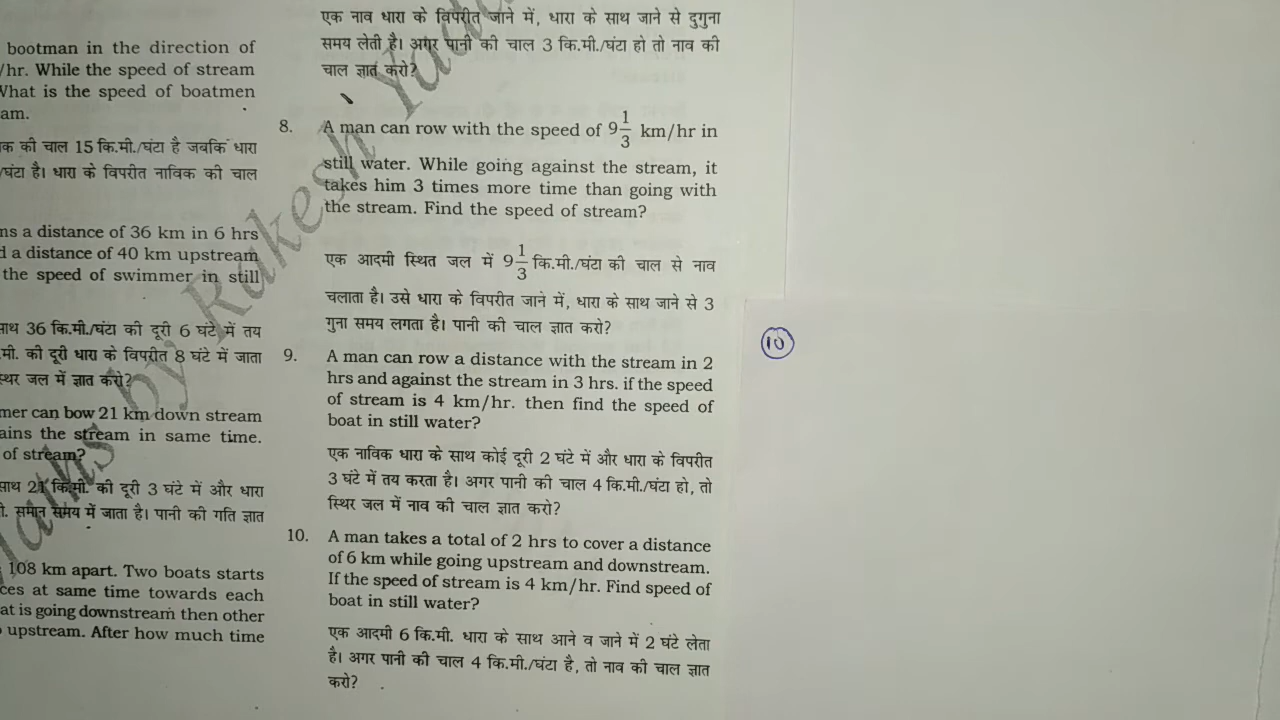 bootman in the direction of
/hr. While the speed of stream
What is the speed of boatmen
am.
क की चाल 15 कि.मी./घंटा है जबकि धारा
/घंटा है। धारा के विपरीत नाविक की चाल
ns a distance of 36 km in 6 hrs
d a distance of 40 km upstream
the speed of swimmer in still
साथ 36 कि.मी./घंटा की दूरी 6 घंटे में तय
मी. की दूरी धारा के विपरीत 8 घंटे में जाता
स्थिर जल में ज्ञात करो?
mer can bow 21 km down stream
ains the stream in same time.
of stream?
साथ 21 कि.मी. की दूरी 3 घंटे में और धारा
ी. समान समय में जाता है। पानी की गति ज्ञात
108 km apart. Two boats starts
ces at same time towards each
at is going downstream then other
upstream. After how much time
एक नाव धारा के विपरीत जाने में, धारा के साथ जाने से दुगुना
समय लेती है। अगर पानी की चाल 3 कि.मी./घंटा हो तो नाव की
चाल ज्ञात करो?
8. A man can row with the speed of 9 1/3 km/hr in
still water. While going against the stream, it
takes him 3 times more time than going with
the stream. Find the speed of stream?
एक आदमी स्थित जल में 9 1/3 कि.मी./घंटा की चाल से नाव
चलाता है। उसे धारा के विपरीत जाने में, धारा के साथ जाने से 3
गुना समय लगता है। पानी की चाल ज्ञात करो?
9. A man can row a distance with the stream in 2
hrs and against the stream in 3 hrs. if the speed
of stream is 4 km/hr. then find the speed of
boat in still water?
एक नाविक धारा के साथ कोई दूरी 2 घंटे में और धारा के विपरीत
3 घंटे में तय करता है। अगर पानी की चाल 4 कि.मी./घंटा हो, तो
स्थिर जल में नाव की चाल ज्ञात करो?
10. A man takes a total of 2 hrs to cover a distance
of 6 km while going upstream and downstream.
If the speed of stream is 4 km/hr. Find speed of
boat in still water?
एक आदमी 6 कि.मी. धारा के साथ आने व जाने में 2 घंटे लेता
है। अगर पानी की चाल 4 कि.मी./घंटा है, तो नाव की चाल ज्ञात
करो?
10
Maths by Rakesh Yada